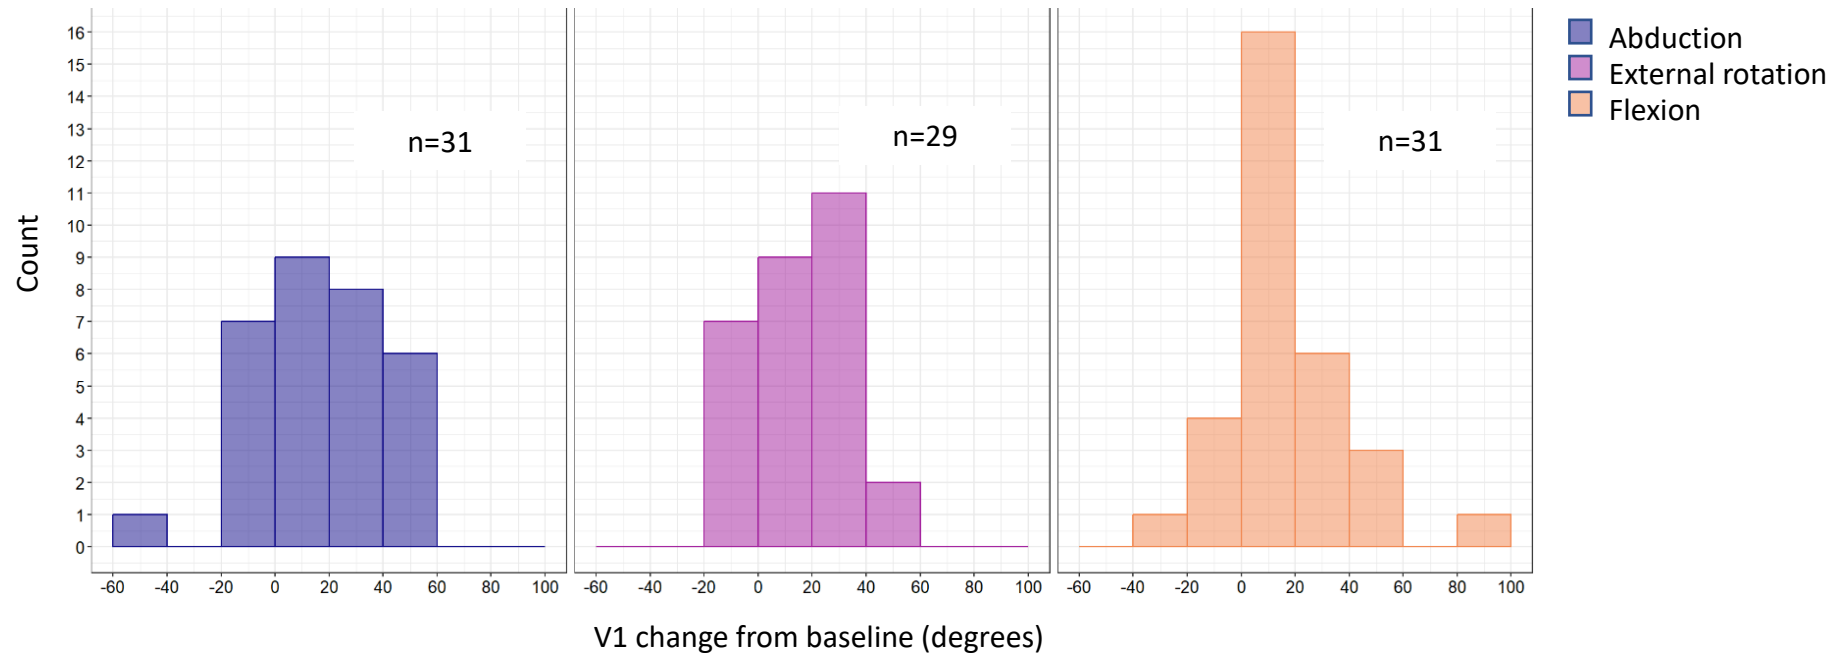 Abduction
External rotation
Flexion
n=31
n=29
n=31
Count
16
15
14
13
12
11
10
9
8
7
6
5
4
3
2
1
0
-60 -40 -20 0 20 40 60 80 100
-60 -40 -20 0 20 40 60 80 100
-60 -40 -20 0 20 40 60 80 100
V1 change from baseline (degrees)